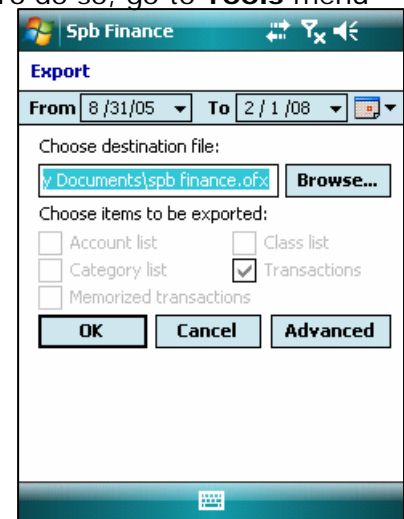 To do so, go to Tools menu
Spb Finance
Export
From 8 /31/05 To 2 / 1 /08
Choose destination file:
y Documents\spb finance.ofx Browse...
Choose items to be exported:
Account list Class list
Category list Transactions
Memorized transactions
OK Cancel Advanced